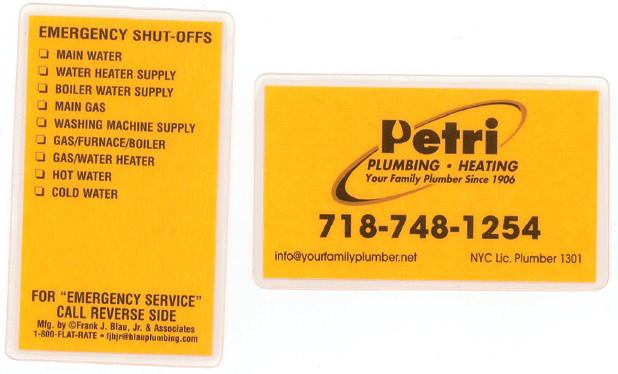 EMERGENCY SHUT-OFFS
❏ MAIN WATER
❏ WATER HEATER SUPPLY
❏ BOILER WATER SUPPLY
❏ MAIN GAS
❏ WASHING MACHINE SUPPLY
❏ GAS/FURNACE/BOILER
❏ GAS/WATER HEATER
❏ HOT WATER
❏ COLD WATER
FOR "EMERGENCY SERVICE"
CALL REVERSE SIDE
Mfg. by ©Frank J. Blau, Jr. & Associates
1-800-FLAT-RATE • fjbjr@blauplumbing.com
Petri
PLUMBING • HEATING
Your Family Plumber Since 1906
718-748-1254
info@yourfamilyplumber.net NYC Lic. Plumber 1301